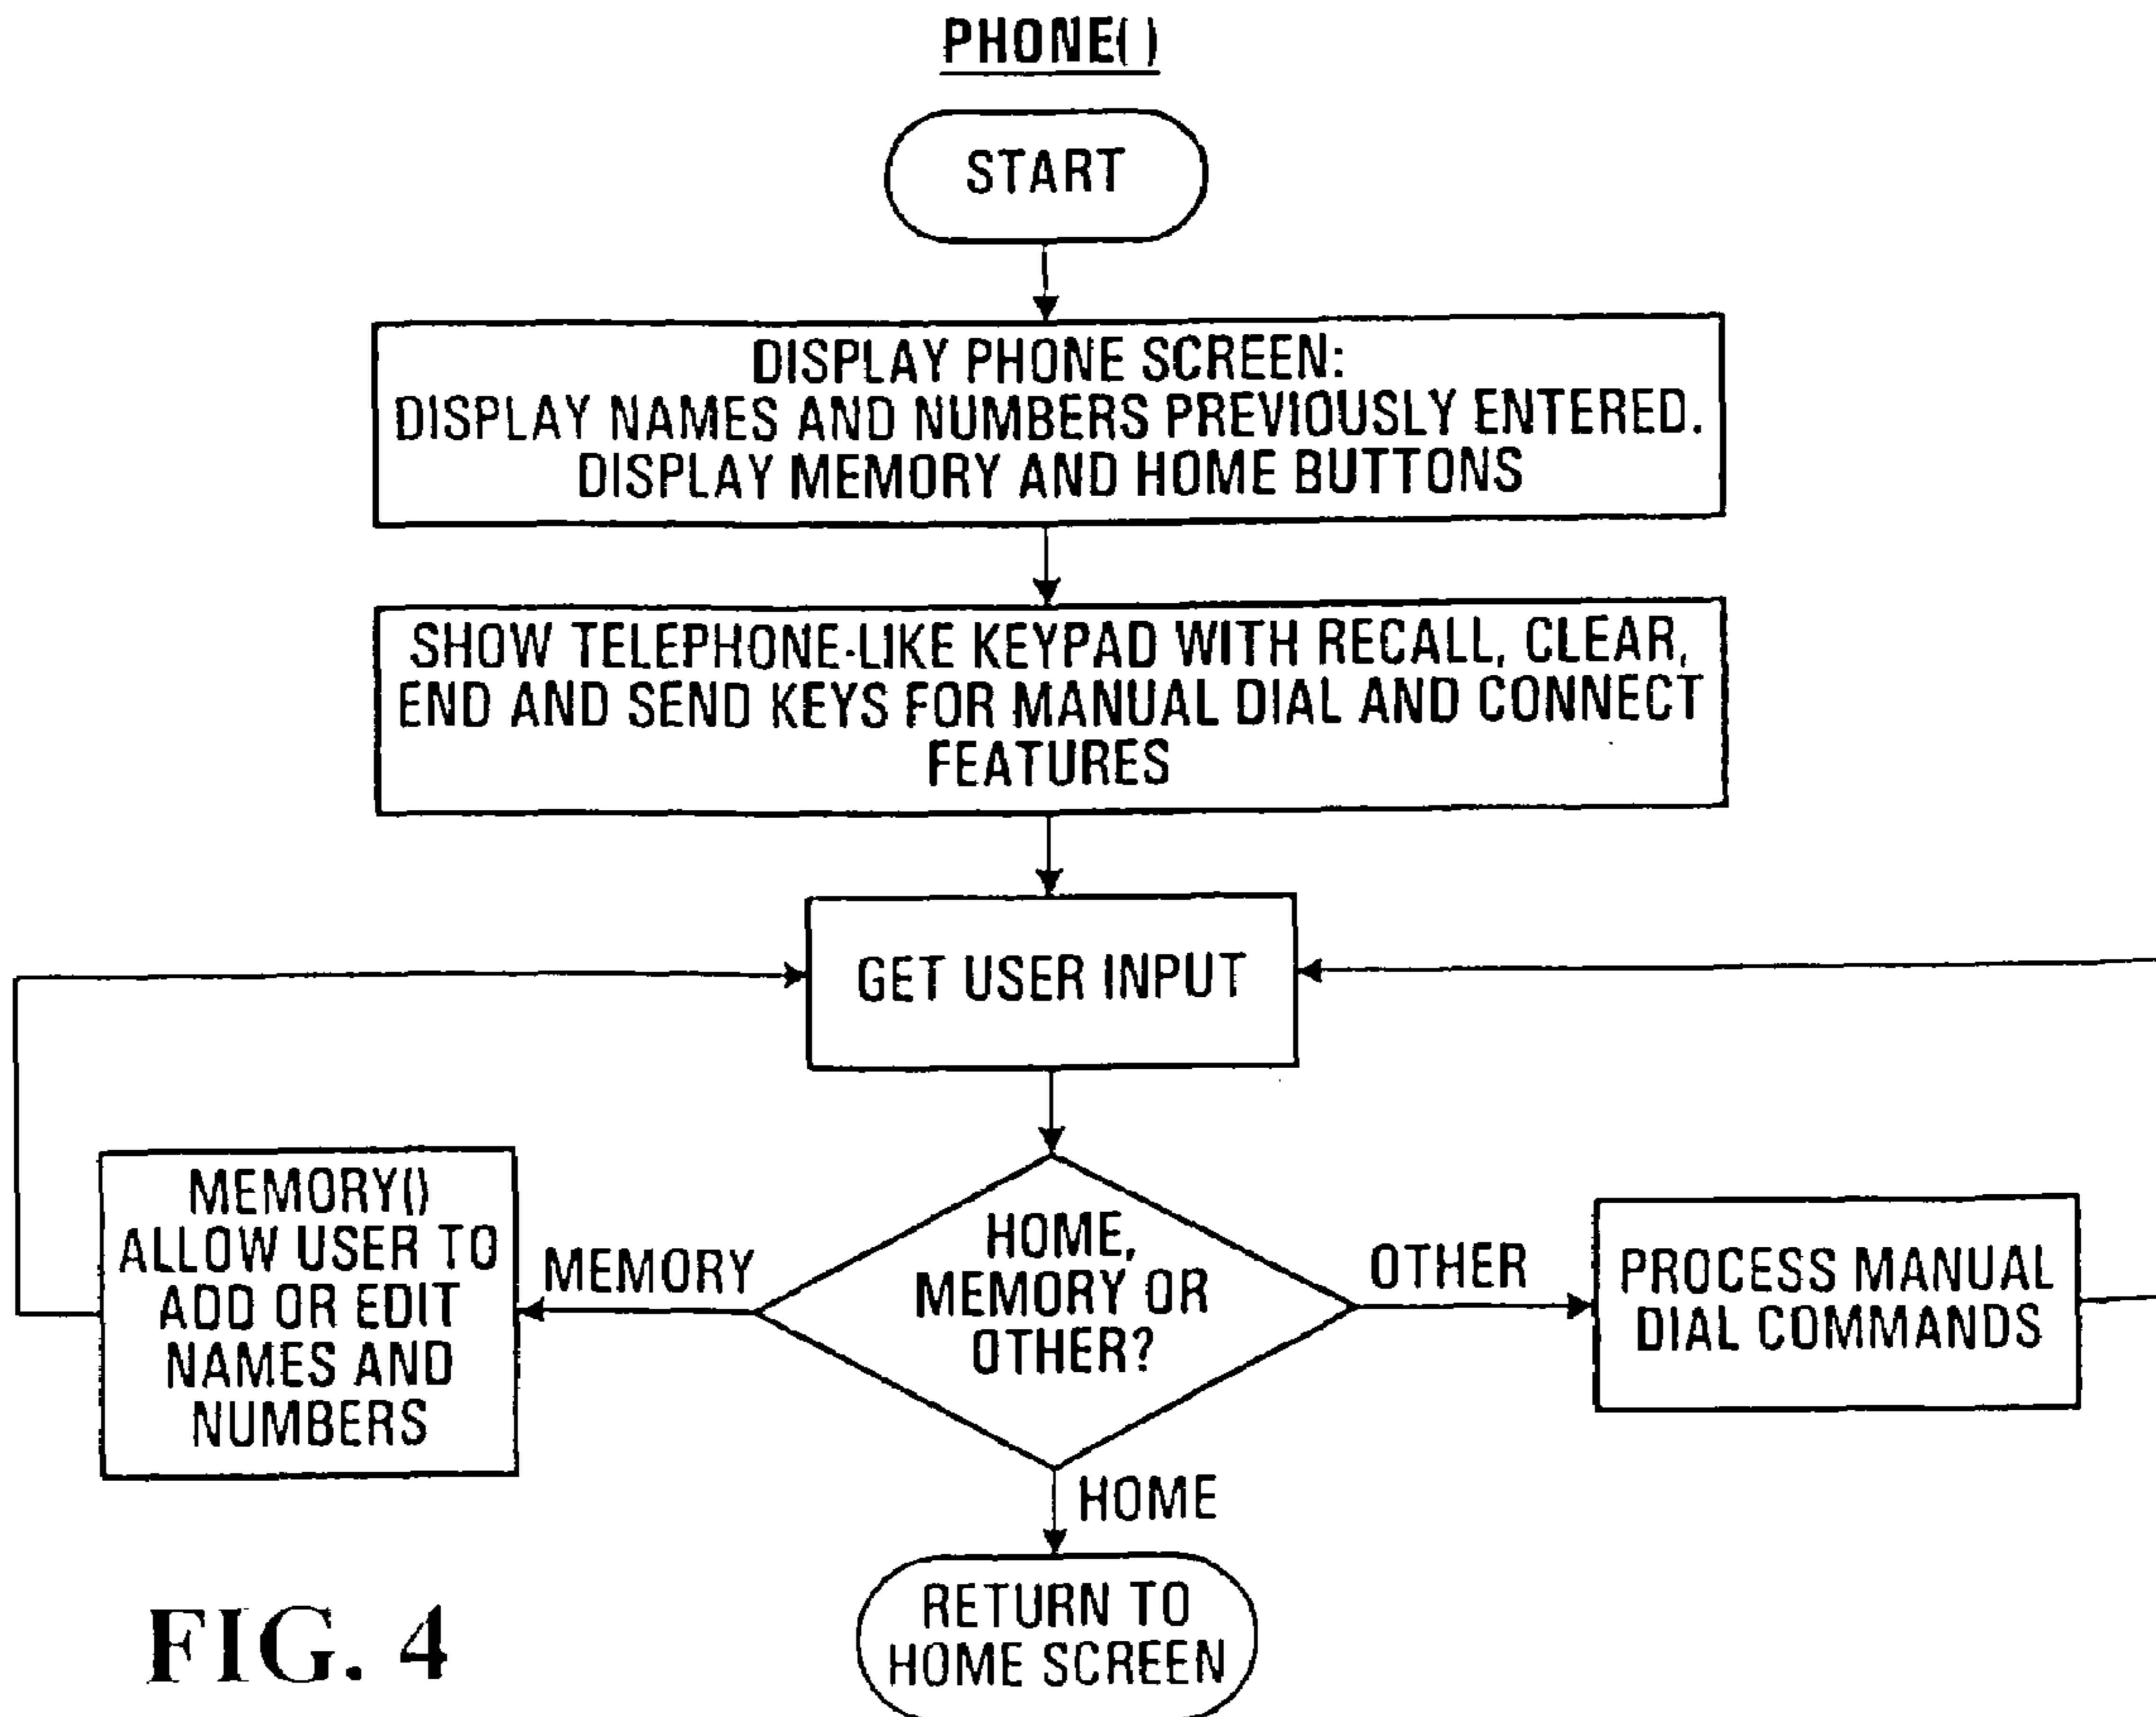 PHONE()
START
DISPLAY PHONE SCREEN:
DISPLAY NAMES AND NUMBERS PREVIOUSLY ENTERED.
DISPLAY MEMORY AND HOME BUTTONS
SHOW TELEPHONE-LIKE KEYPAD WITH RECALL, CLEAR,
END AND SEND KEYS FOR MANUAL DIAL AND CONNECT
FEATURES
GET USER INPUT
MEMORY()
ALLOW USER TO
ADD OR EDIT
NAMES AND
NUMBERS
MEMORY
HOME,
MEMORY OR
OTHER?
OTHER
PROCESS MANUAL
DIAL COMMANDS
HOME
RETURN TO
HOME SCREEN
FIG. 4